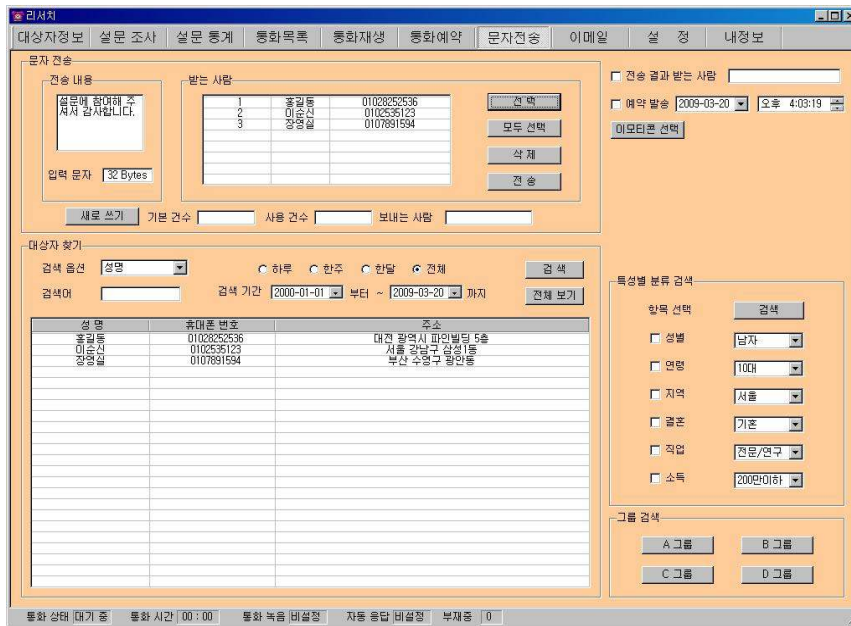 리서치
대상자정보 설문 조사 설문 통계 통화목록 통화재생 통화예약 문자전송 이메일 설 정 내정보
문자 전송
전송 내용
설문에 참여해 주
셔서 감사합니다.
입력 문자 32 Bytes
받는 사람
1 홍길동 01028252536
2 이순신 0102535123
3 장영실 0107891594
선택
모두 선택
삭 제
전 송
새로 쓰기 기본 건수 사용 건수 보내는 사람
전송 결과 받는 사람
예약 발송 2009-03-20 오후 4:03:19
이모티콘 선택
대상자 찾기
검색 옵션 성명 하루 한주 한달 전체 검 색
검색어 검색 기간 2000-01-01 부터 ~ 2009-03-20 까지 전체 보기
성 명 휴대폰 번호 주소
홍길동 01028252536 대전 광역시 파인빌딩 5층
이순신 0102535123 서울 강남구 삼성1동
장영실 0107891594 부산 수영구 광안동
특성별 분류 검색
항목 선택 검색
성별 남자
연령 10대
지역 서울
결혼 기혼
직업 전문/연구
소득 200만이하
그룹 검색
A 그룹 B 그룹
C 그룹 D 그룹
통화 상태 대기 중 통화 시간 00 : 00 통화 녹음 비설정 자동 응답 비설정 부재중 0